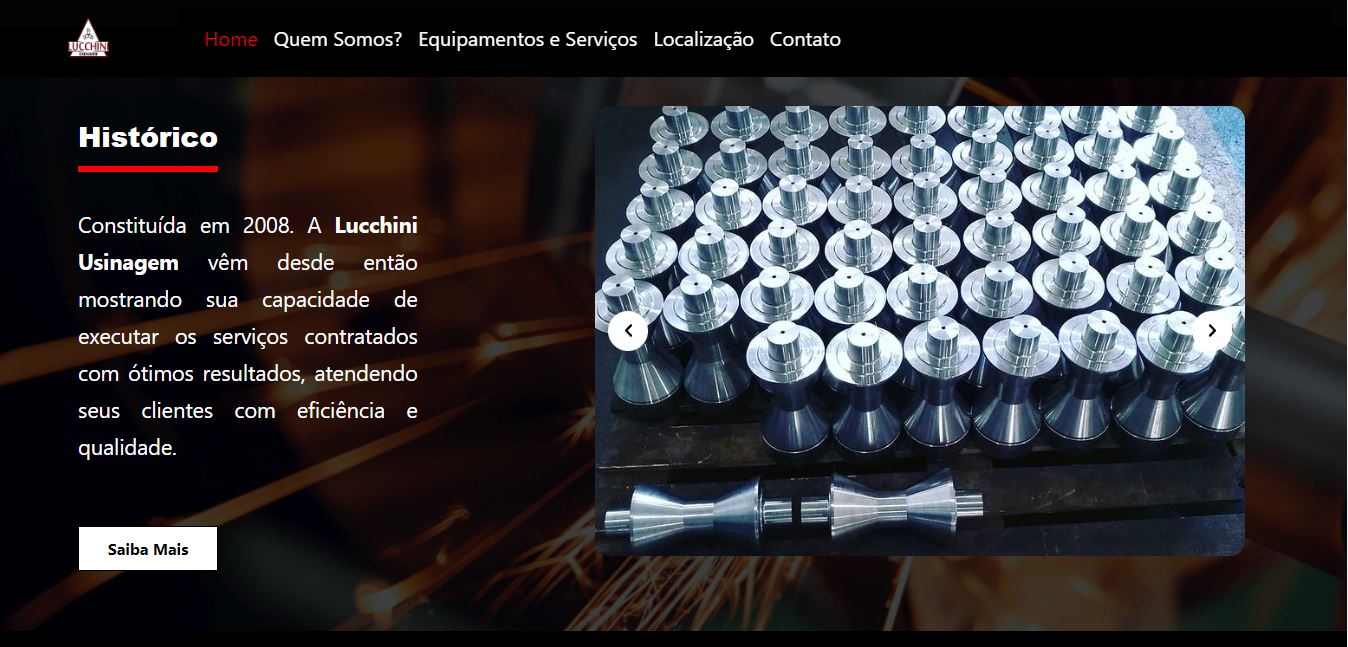 LUCCHINI
USINAGEM
Home Quem Somos? Equipamentos e Serviços Localização Contato
Histórico
Constituída em 2008. A Lucchini
Usinagem vêm desde então
mostrando sua capacidade de
executar os serviços contratados
com ótimos resultados, atendendo
seus clientes com eficiência e
qualidade.
Saiba Mais